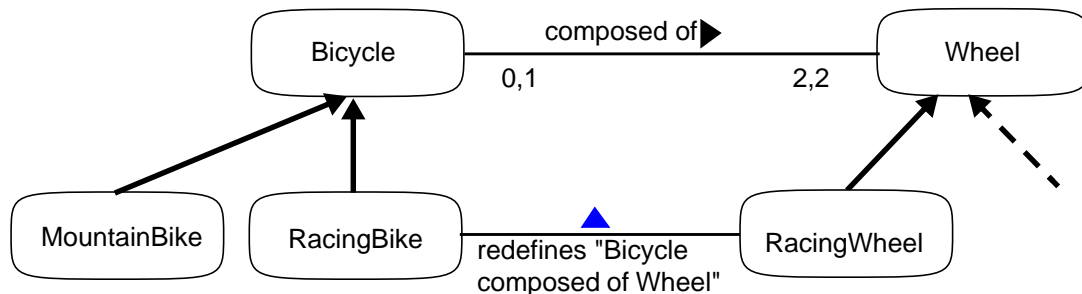 composed of
Bicycle
Wheel
0,1
2,2
MountainBike
RacingBike
RacingWheel
redefines "Bicycle
composed of Wheel"